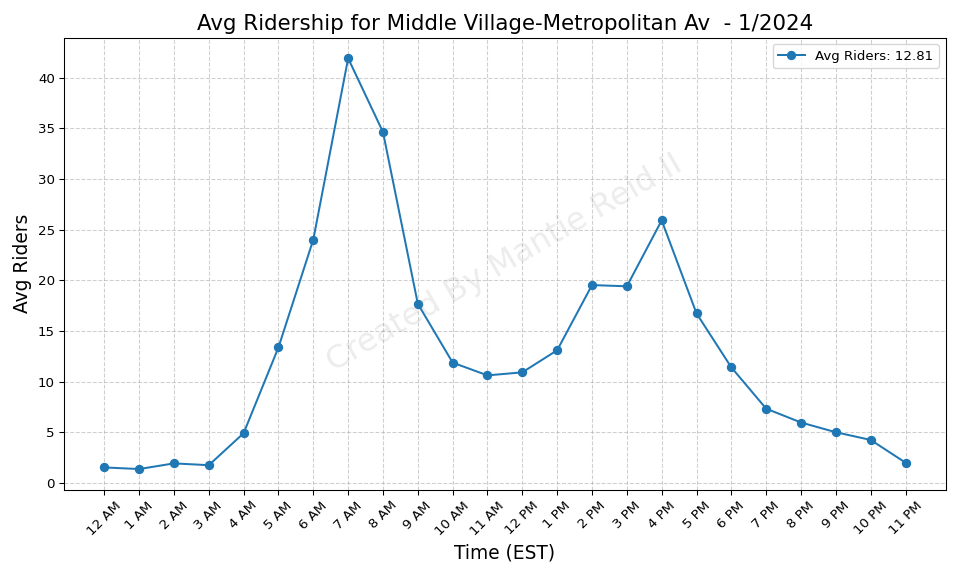 Avg Ridership for Middle Village-Metropolitan Av  - 1/2024
Avg Riders: 12.81
40
35
30
25
20
15
10
5
0
Avg Riders
Created By Mantle Reid II
12 AM
1 AM
2 AM
3 AM
4 AM
5 AM
6 AM
7 AM
8 AM
9 AM
10 AM
11 AM
12 PM
1 PM
2 PM
3 PM
4 PM
5 PM
6 PM
7 PM
8 PM
9 PM
10 PM
11 PM
Time (EST)